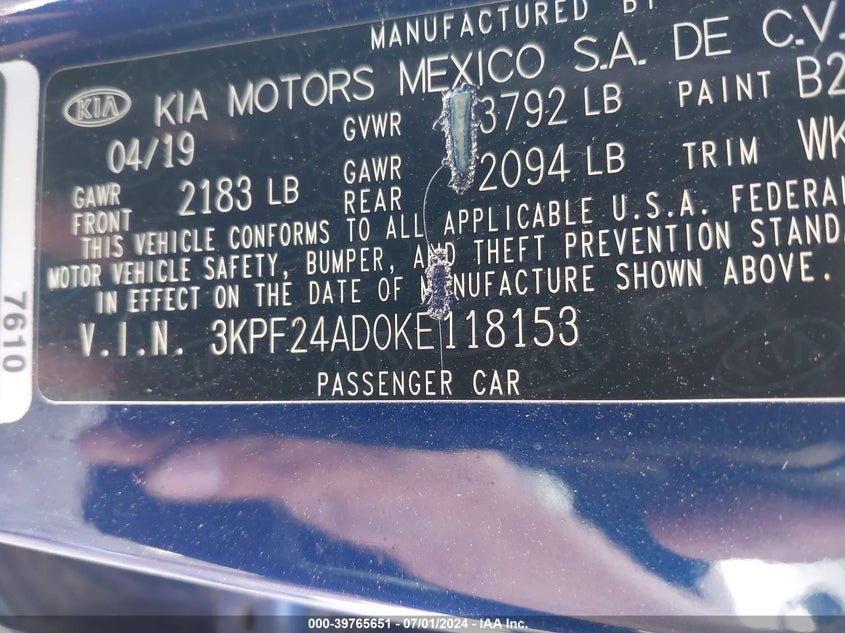 MANUFACTURED BY
KIA KIA MOTORS MEXICO S.A. DE C.V.
04/19 GVWR 3792 LB PAINT B2
GAWR FRONT 2183 LB GAWR REAR 2094 LB TRIM WK
THIS VEHICLE CONFORMS TO ALL APPLICABLE U.S.A. FEDERAL
MOTOR VEHICLE SAFETY, BUMPER, AND THEFT PREVENTION STAND
IN EFFECT ON THE DATE OF MANUFACTURE SHOWN ABOVE.
V.I.N. 3KPF24AD0KE118153
PASSENGER CAR
7610
000-39765651 / 07/01/2024 - IAA Inc.